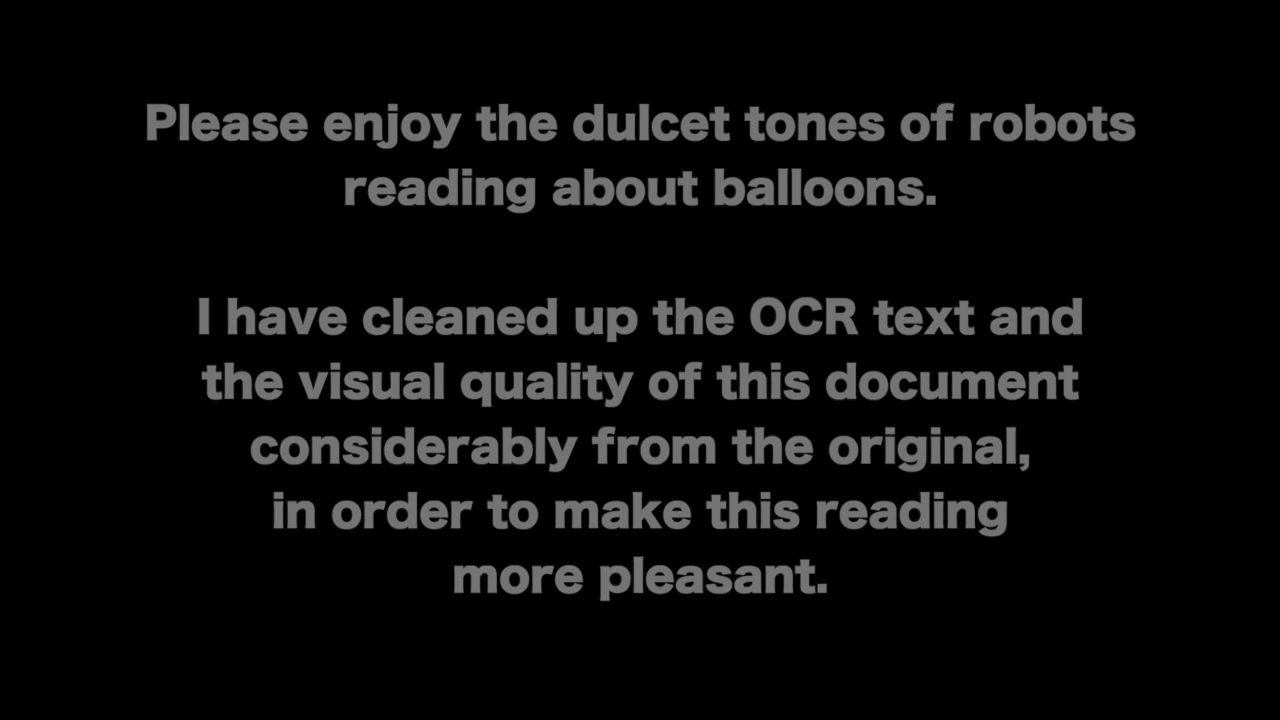 Please enjoy the dulcet tones of robots
reading about balloons.
I have cleaned up the OCR text and
the visual quality of this document
considerably from the original,
in order to make this reading
more pleasant.